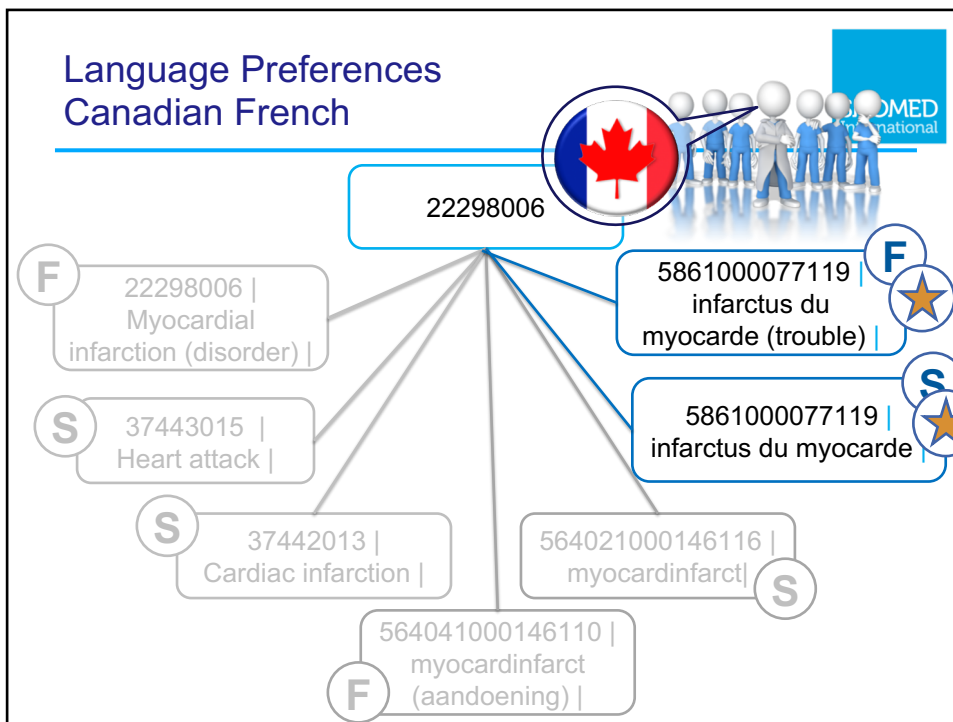 Language Preferences
Canadian French
International
22298006
F
22298006 |
Myocardial
infarction (disorder) |
F
5861000077119 |
infarctus du
myocarde (trouble) |
S
37443015 |
Heart attack |
S
5861000077119 |
infarctus du myocarde |
S
37442013 |
Cardiac infarction |
564021000146116 |
myocardinfarct|
S
564041000146110 |
myocardinfarct
(aandoening) |
F